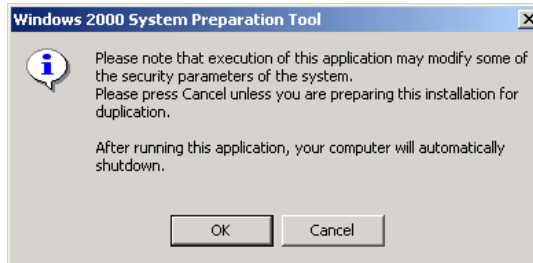 Windows 2000 System Preparation Tool
Please note that execution of this application may modify some of
the security parameters of the system.
Please press Cancel unless you are preparing this installation for
duplication.
After running this application, your computer will automatically
shutdown.
OK Cancel